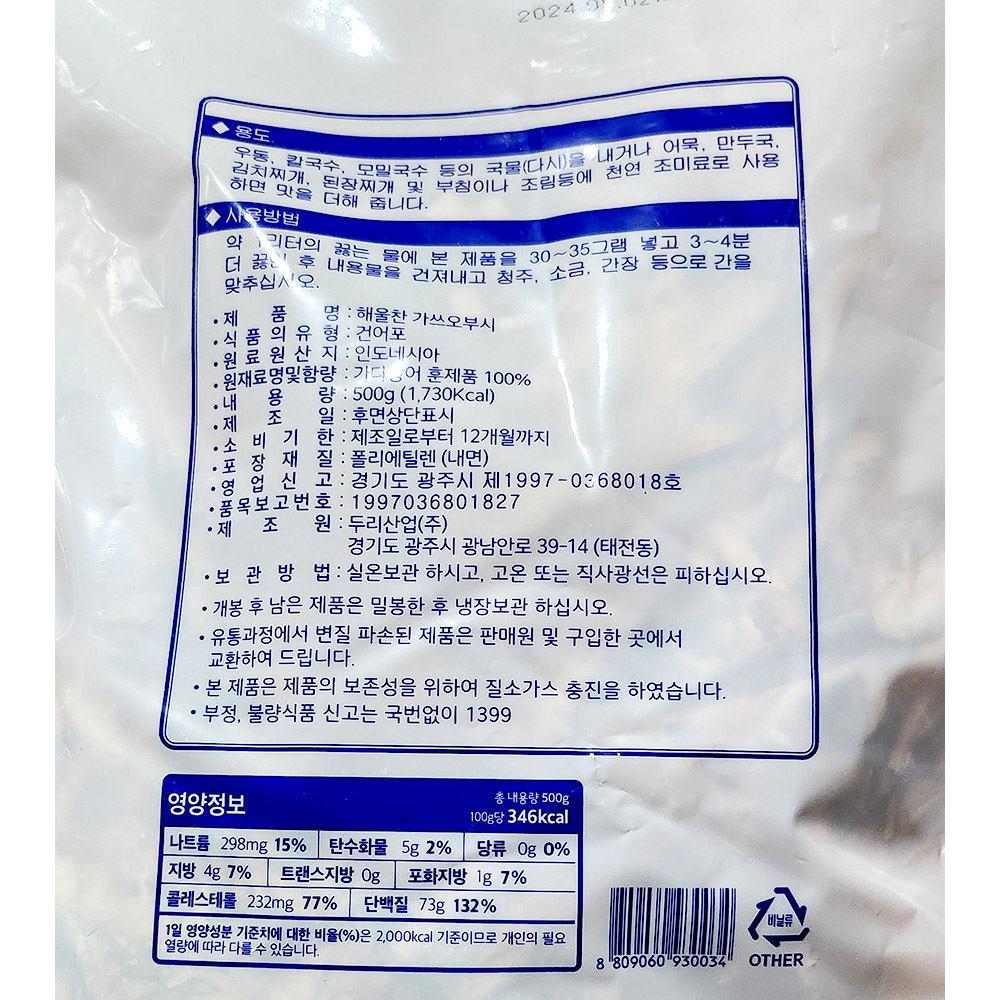 2024
◆ 용도
우동, 칼국수, 모밀국수 등의 국물(다시)을 내거나 어묵, 만두국,
김치찌개, 된장찌개 및 부침이나 조림등에 천연 조미료로 사용
하면 맛을 더해 줍니다.
◆ 사용방법
약 1리터의 끓는 물에 본 제품을 30~35그램 넣고 3~4분
더 끓인 후 내용물을 건져내고 청주, 소금, 간장 등으로 간을
맞추십시오.
• 제 품 명 : 해울찬 가쓰오부시
• 식 품 의 유 형 : 건어포
• 원 료 원 산 지 : 인도네시아
• 원재료명및함량 : 가다랑어 훈제품 100%
• 내 용 량 : 500g (1,730Kcal)
• 제 조 일 : 후면상단표시
• 소 비 기 한 : 제조일로부터 12개월까지
• 포 장 재 질 : 폴리에틸렌 (내면)
• 영 업 신 고 : 경기도 광주시 제1997-0368018호
• 품목보고번호 : 1997036801827
• 제 조 원 : 두리산업(주)
경기도 광주시 광남안로 39-14 (태전동)
• 보 관 방 법 : 실온보관 하시고, 고온 또는 직사광선은 피하십시오.
• 개봉 후 남은 제품은 밀봉한 후 냉장보관 하십시오.
• 유통과정에서 변질 파손된 제품은 판매원 및 구입한 곳에서
교환하여 드립니다.
• 본 제품은 제품의 보존성을 위하여 질소가스 충진을 하였습니다.
• 부정, 불량식품 신고는 국번없이 1399
영양정보
총 내용량 500g
100g당 346kcal
나트륨 298mg 15% 탄수화물 5g 2% 당류 0g 0%
지방 4g 7% 트랜스지방 0g 포화지방 1g 7%
콜레스테롤 232mg 77% 단백질 73g 132%
1일 영양성분 기준치에 대한 비율(%)은 2,000kcal 기준이므로 개인의 필요
열량에 따라 다를 수 있습니다.
8 809060 930034
비닐류
OTHER